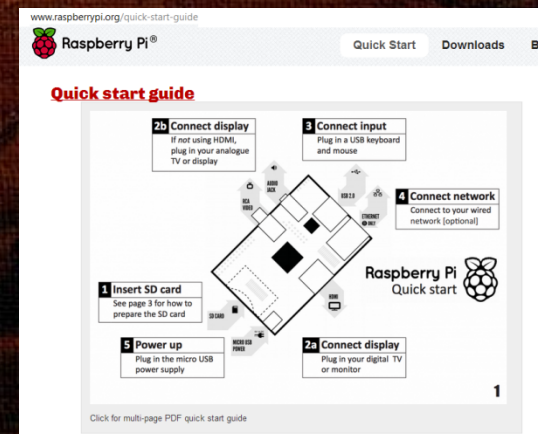 www.raspberrypi.org/quick-start-guide
Raspberry Pi®
Quick Start Downloads B
Quick start guide
2b Connect display
If not using HDMI,
plug in your analogue
TV or display
3 Connect input
Plug in a USB keyboard
and mouse
RCA
VIDEO
AUDIO
JACK
USB 2.0
ETHERNET
ONLY
4 Connect network
Connect to your wired
network [optional]
Raspberry Pi
Quick start
1 Insert SD card
See page 3 for how to
prepare the SD card
SD CARD
HDMI
5 Power up
Plug in the micro USB
power supply
MICRO USB
POWER
2a Connect display
Plug in your digital TV
or monitor
1
Click for multi-page PDF quick start guide